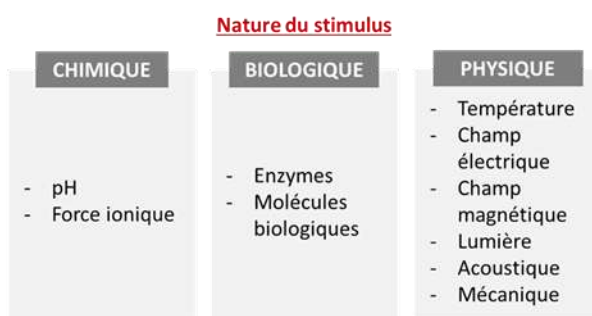 Nature du stimulus
CHIMIQUE
- pH
- Force ionique
BIOLOGIQUE
- Enzymes
- Molécules
biologiques
PHYSIQUE
- Température
- Champ
électrique
- Champ
magnétique
- Lumière
- Acoustique
- Mécanique